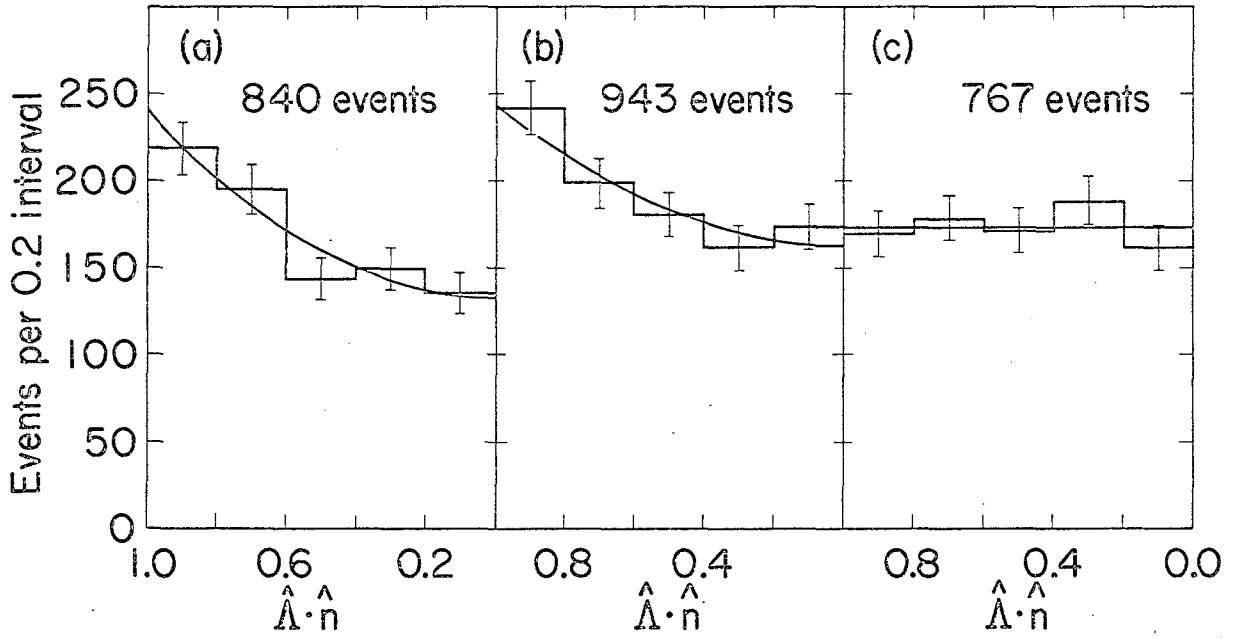 (a) (b) (c)
840 events 943 events 767 events
Events per 0.2 interval
250
200
150
100
50
0
1.0 0.6 0.2 0.8 0.4 0.8 0.4 0.0
Λ̂·n̂ Λ̂·n̂ Λ̂·n̂